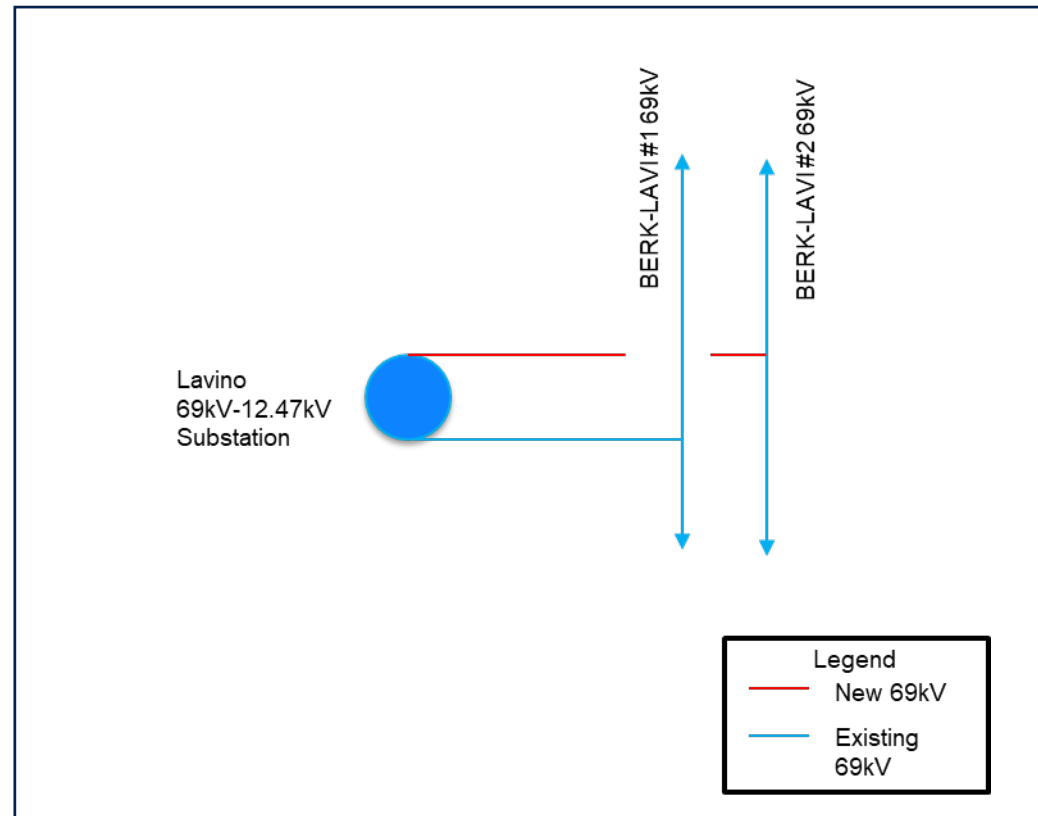 BERK-LAVI #1 69kV
BERK-LAVI #2 69kV
Lavino
69kV-12.47kV
Substation
Legend
New 69kV
Existing
69kV